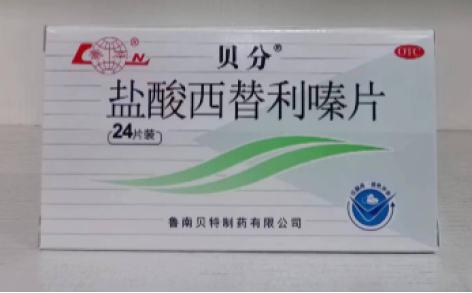 贝分®
OTC
盐酸西替利嗪片
24片装
鲁南贝特制药有限公司